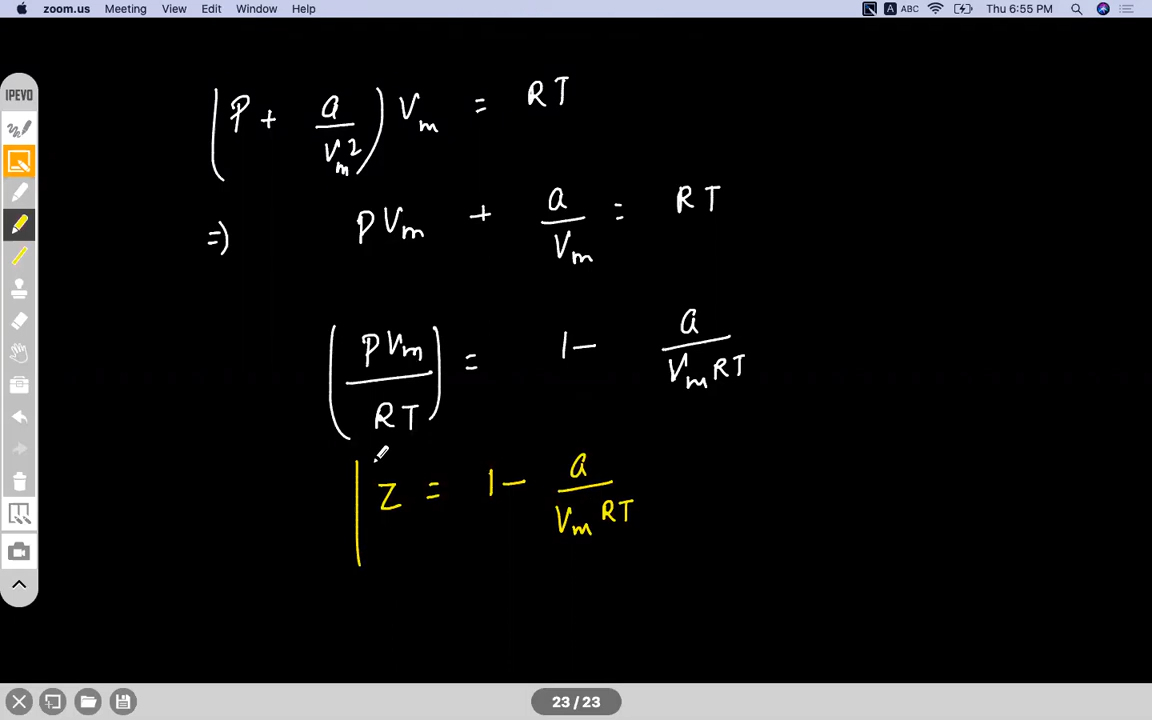 zoom.us Meeting View Edit Window Help A ABC Thu 6:55 PM
IPEVO
(P + a/Vm²) Vm = RT
=) PVm + a/Vm = RT
(PVm/RT) = 1 - a/VmRT
Z = 1 - a/VmRT
23 / 23